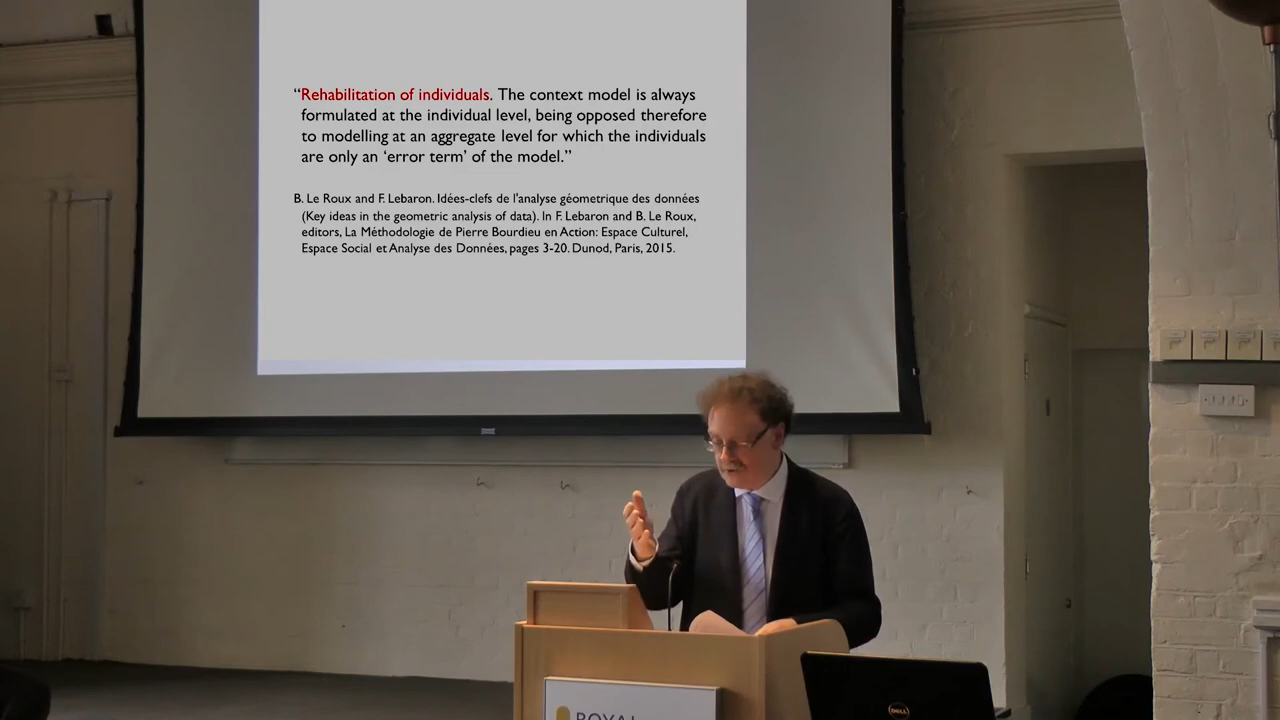 “Rehabilitation of individuals. The context model is always
formulated at the individual level, being opposed therefore
to modelling at an aggregate level for which the individuals
are only an ‘error term’ of the model.”
B. Le Roux and F. Lebaron. Idées-clefs de l'analyse géometrique des données
(Key ideas in the geometric analysis of data). In F. Lebaron and B. Le Roux,
editors, La Méthodologie de Pierre Bourdieu en Action: Espace Culturel,
Espace Social et Analyse des Données, pages 3-20. Dunod, Paris, 2015.
ROYAL
DELL